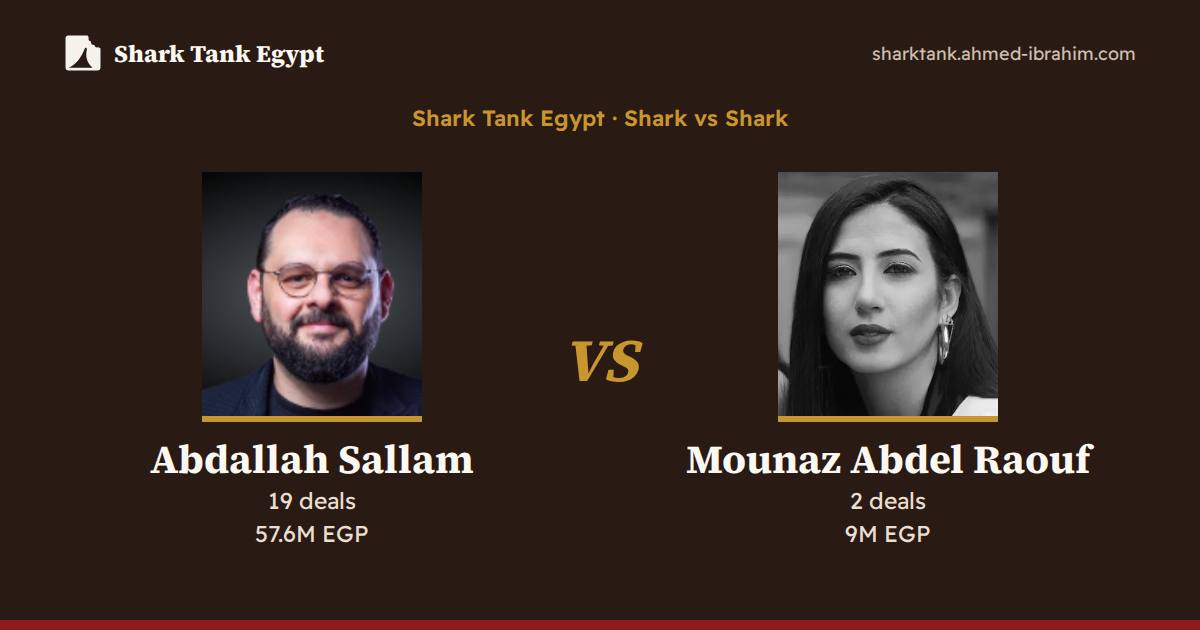 Shark Tank Egypt
sharktank.ahmed-ibrahim.com
Shark Tank Egypt · Shark vs Shark
VS
Abdallah Sallam
19 deals
57.6M EGP
Mounaz Abdel Raouf
2 deals
9M EGP